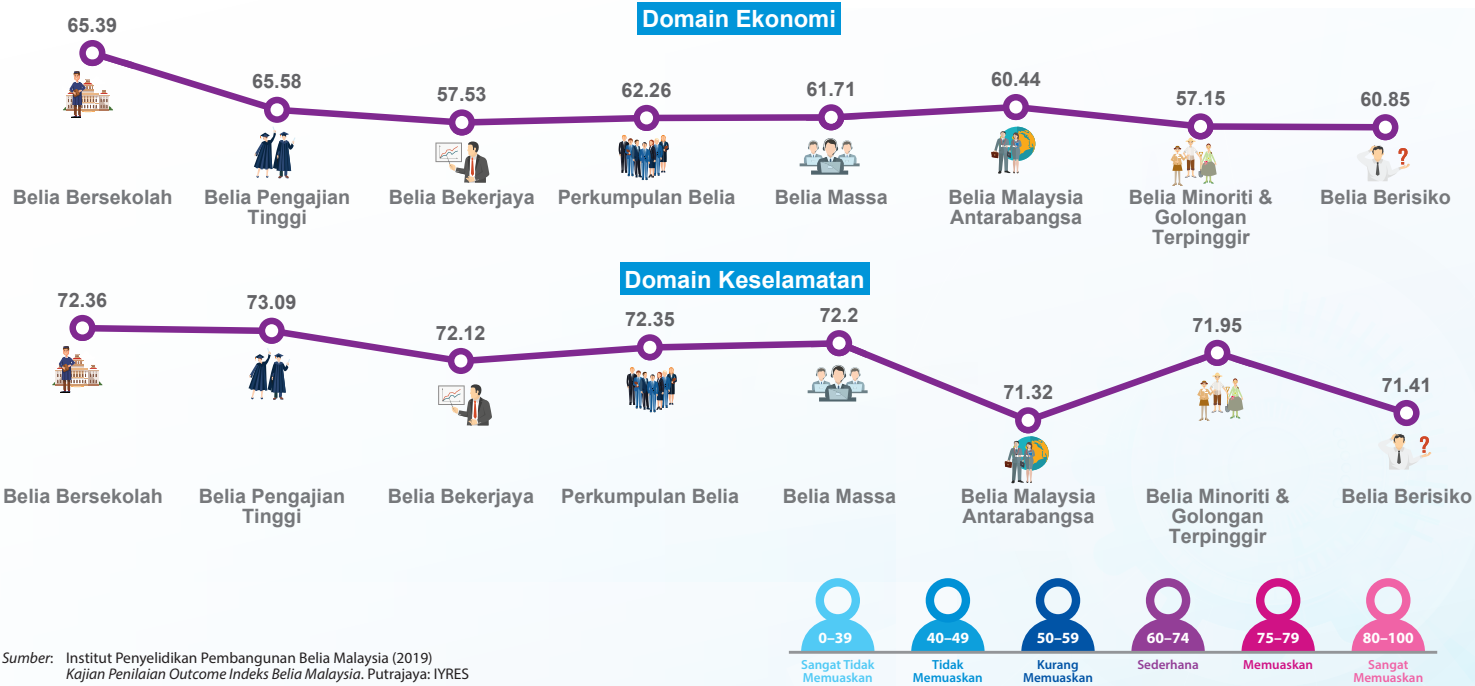 Domain Ekonomi
65.39
65.58
57.53
62.26
61.71
60.44
57.15
60.85
?
Belia Bersekolah
Belia Pengajian
Tinggi
Belia Bekerjaya
Perkumpulan Belia
Belia Massa
Belia Malaysia
Antarabangsa
Belia Minoriti &
Golongan
Terpinggir
Belia Berisiko
Domain Keselamatan
72.36
73.09
72.12
72.35
72.2
71.32
71.95
71.41
?
Belia Bersekolah
Belia Pengajian
Tinggi
Belia Bekerjaya
Perkumpulan Belia
Belia Massa
Belia Malaysia
Antarabangsa
Belia Minoriti &
Golongan
Terpinggir
Belia Berisiko
0–39
Sangat Tidak
Memuaskan
40–49
Tidak
Memuaskan
50–59
Kurang
Memuaskan
60–74
Sederhana
75–79
Memuaskan
80–100
Sangat
Memuaskan
Sumber: Institut Penyelidikan Pembangunan Belia Malaysia (2019)
Kajian Penilaian Outcome Indeks Belia Malaysia. Putrajaya: IYRES